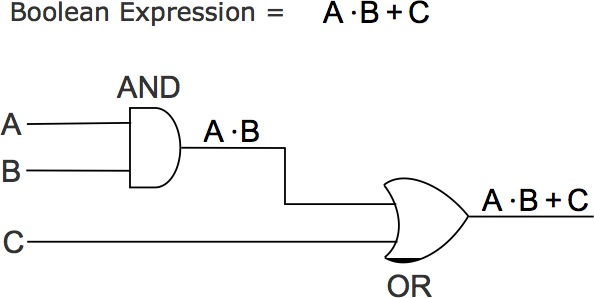 Boolean Expression = A·B+C
AND
A
A·B
B
A·B+C
C
OR